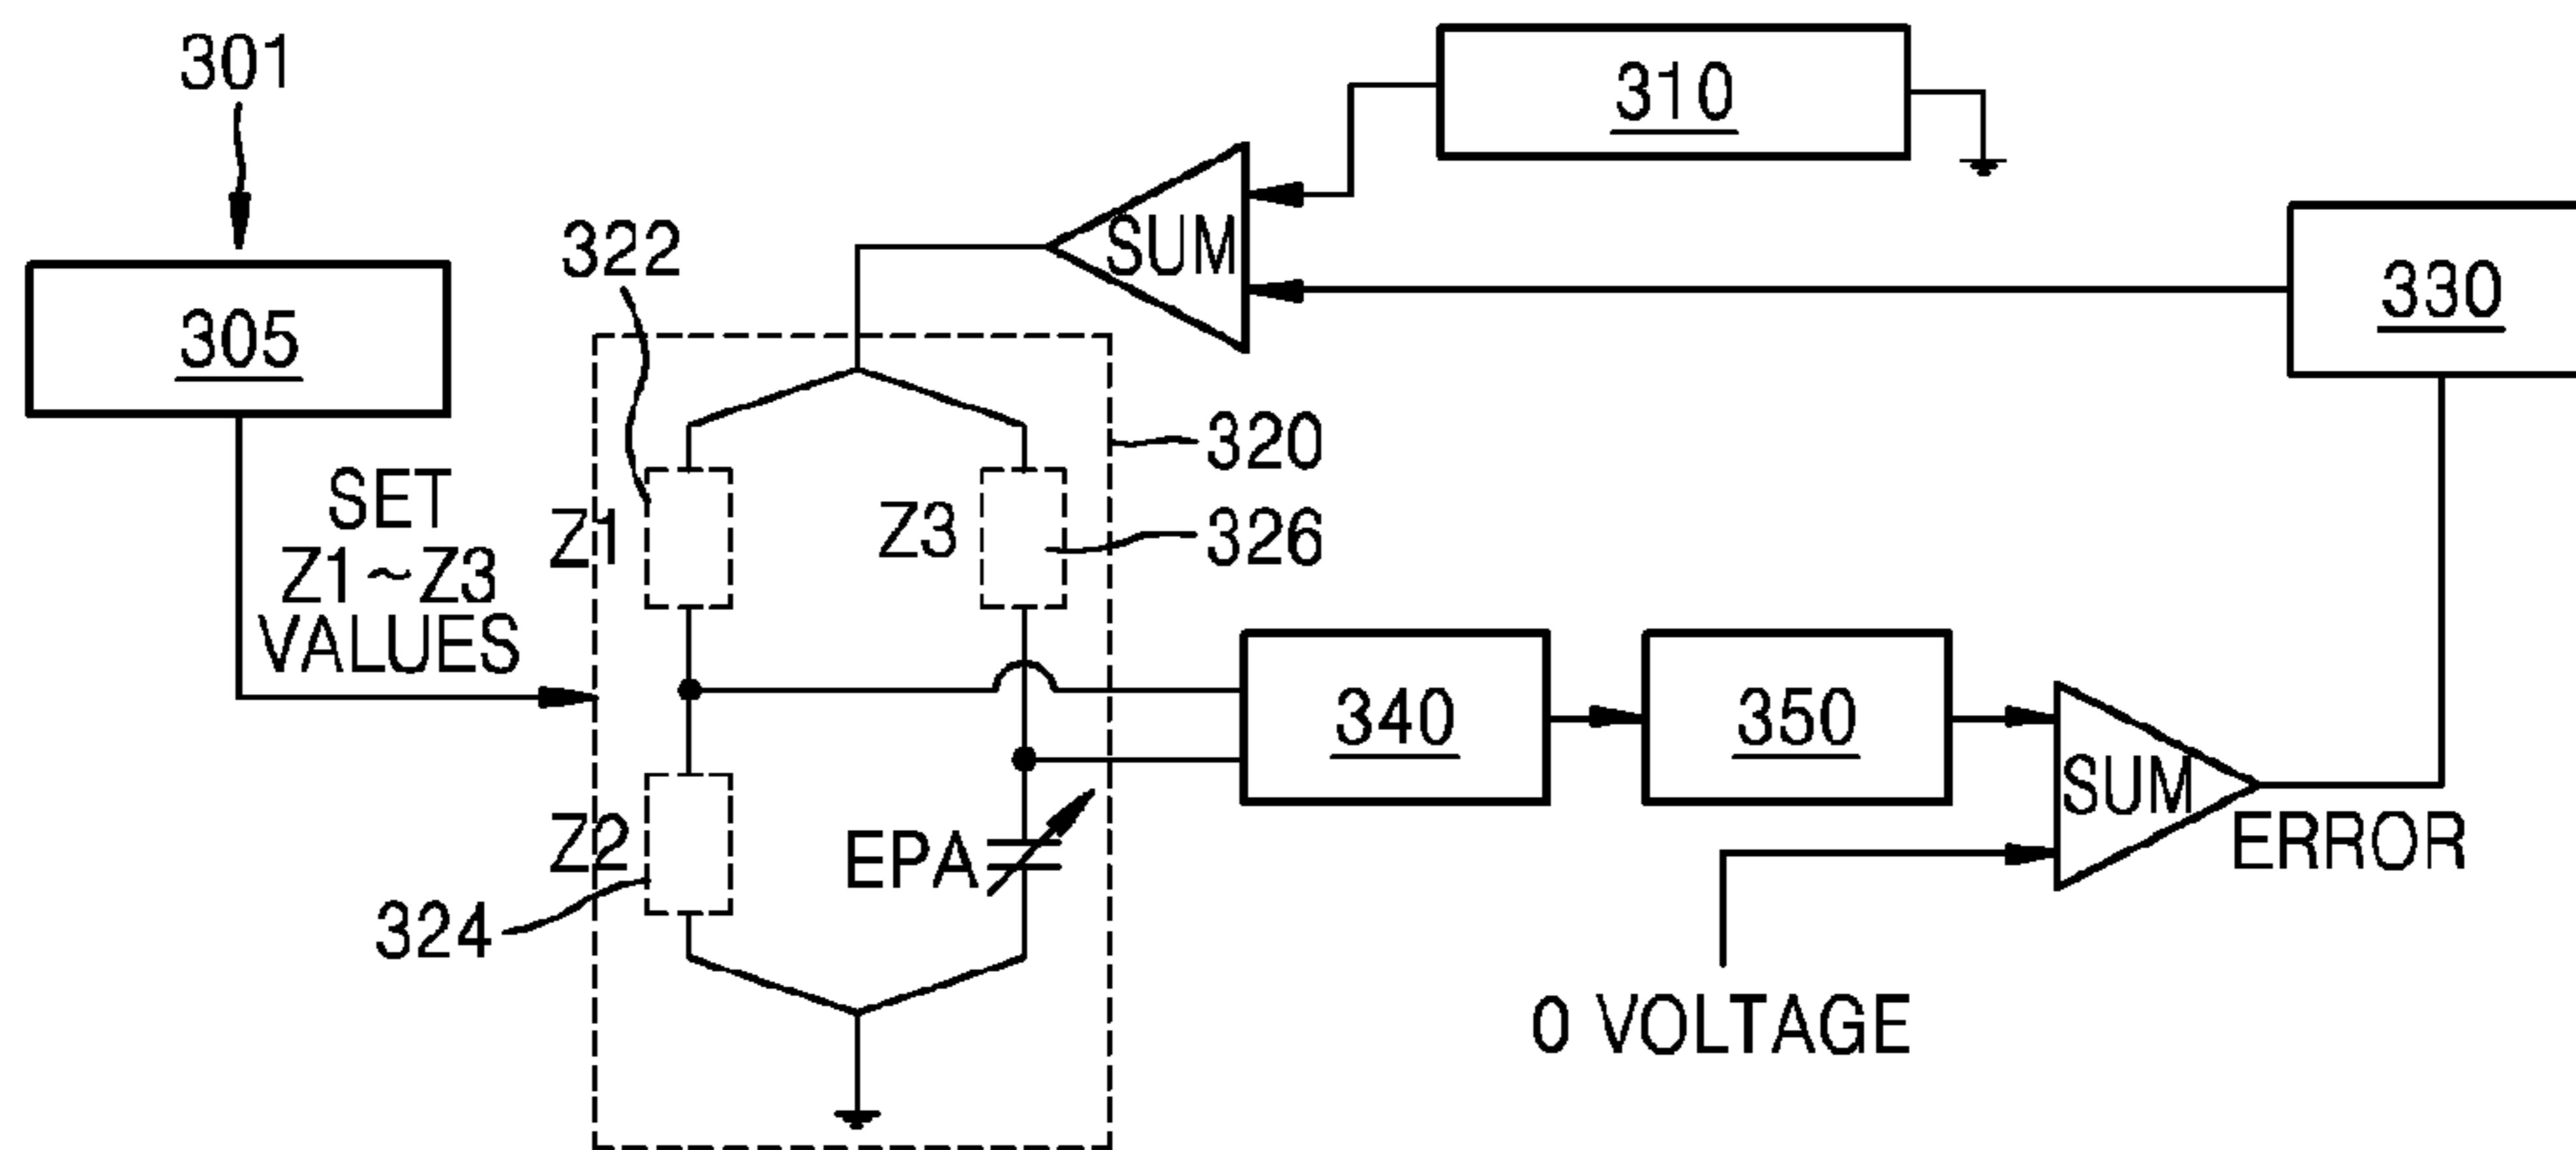 301
310
SUM
322
330
305
320
SET
Z1~Z3
VALUES
Z1
Z3
326
340
350
SUM
Z2
EPA
ERROR
324
0 VOLTAGE